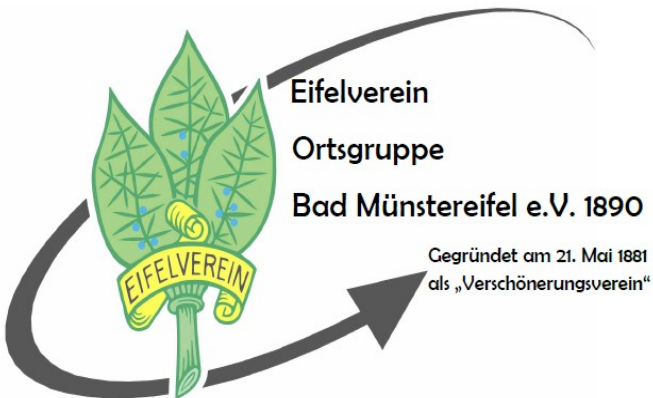 Eifelverein
Ortsgruppe
Bad Münstereifel e.V. 1890
Gegründet am 21. Mai 1881
als „Verschönerungsverein“
EIFELVEREIN